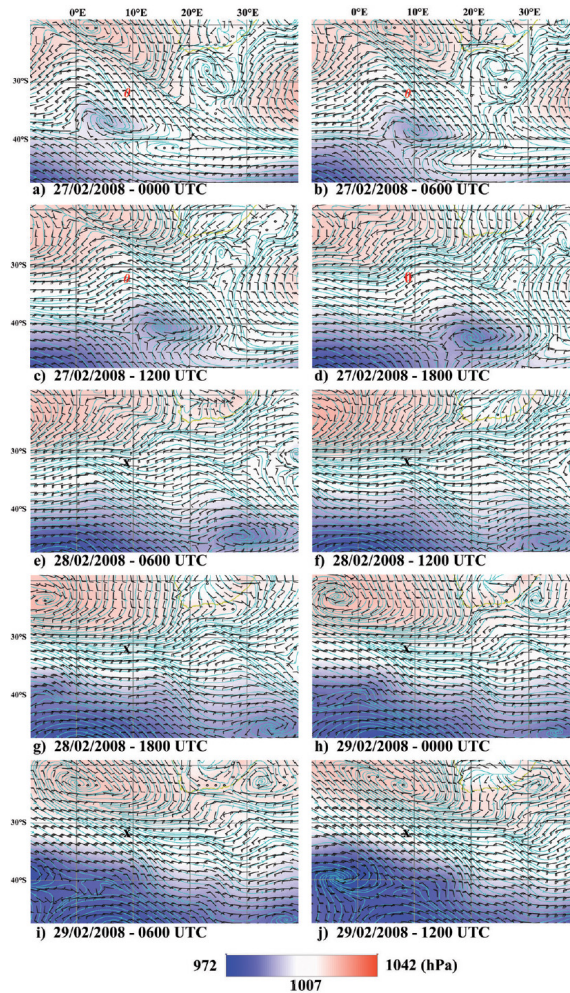 0°E 10°E 20°E 30°E 0°E 10°E 20°E 30°E
30°S
40°S
a) 27/02/2008 - 0000 UTC b) 27/02/2008 - 0600 UTC
30°S
40°S
c) 27/02/2008 - 1200 UTC d) 27/02/2008 - 1800 UTC
30°S
X X
40°S
e) 28/02/2008 - 0600 UTC f) 28/02/2008 - 1200 UTC
30°S
X X
40°S
g) 28/02/2008 - 1800 UTC h) 29/02/2008 - 0000 UTC
30°S
X X
40°S
i) 29/02/2008 - 0600 UTC j) 29/02/2008 - 1200 UTC
972 1042 (hPa)
1007